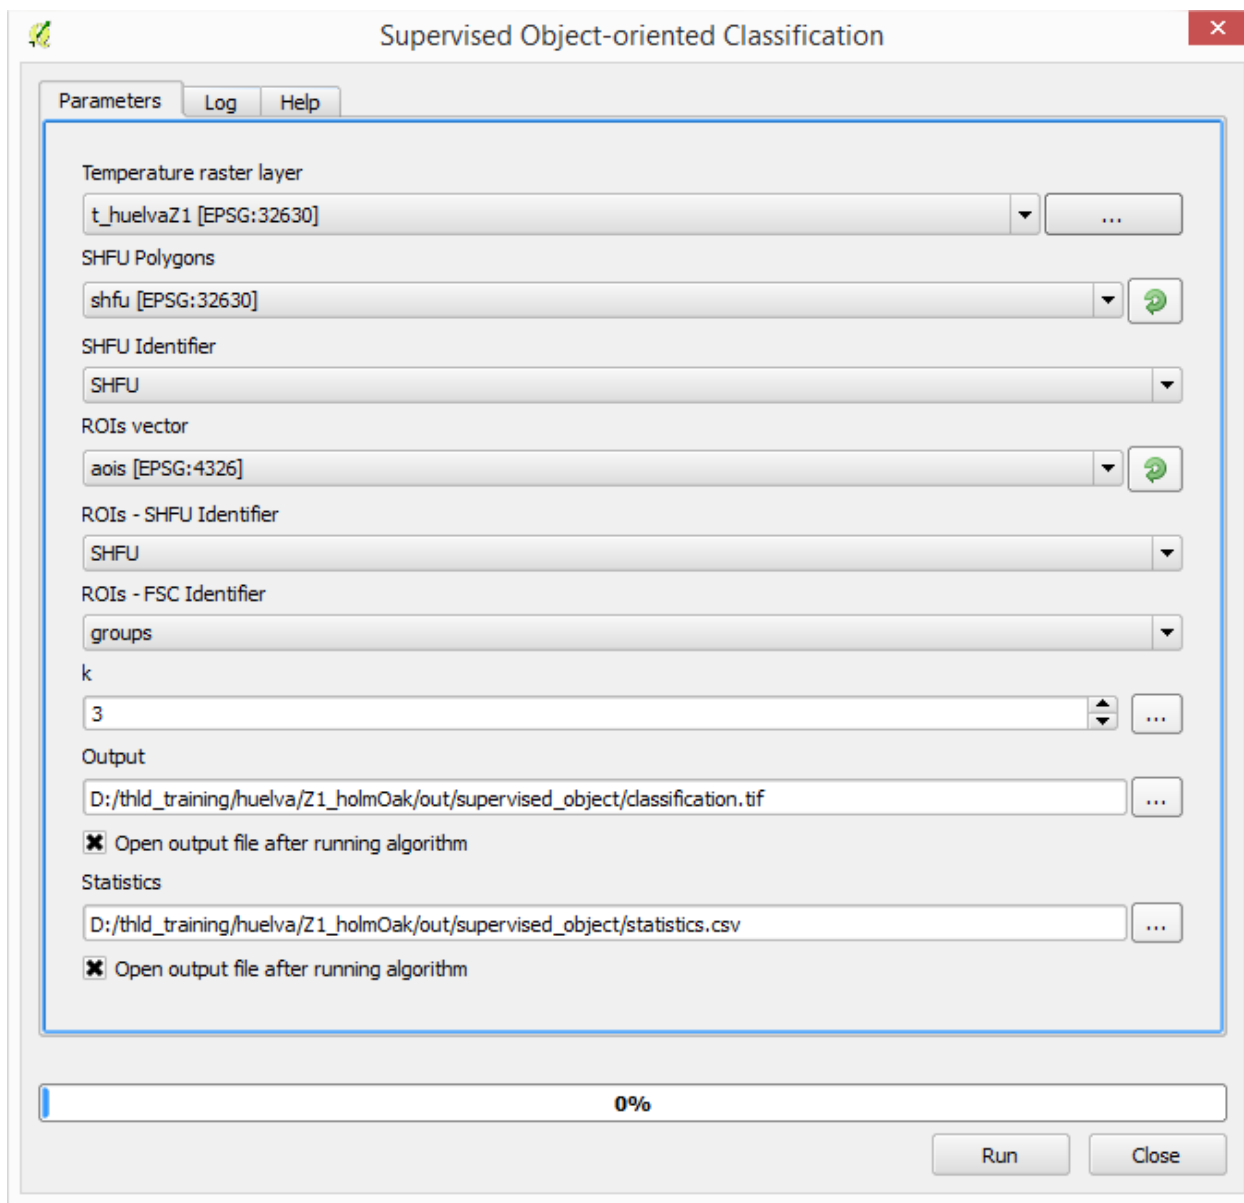 Supervised Object-oriented Classification
Parameters Log Help
Temperature raster layer
t_huelvaZ1 [EPSG:32630] ...
SHFU Polygons
shfu [EPSG:32630]
SHFU Identifier
SHFU
ROIs vector
aois [EPSG:4326]
ROIs - SHFU Identifier
SHFU
ROIs - FSC Identifier
groups
k
3 ...
Output
D:/thld_training/huelva/Z1_holmOak/out/supervised_object/classification.tif ...
Open output file after running algorithm
Statistics
D:/thld_training/huelva/Z1_holmOak/out/supervised_object/statistics.csv ...
Open output file after running algorithm
0%
Run Close